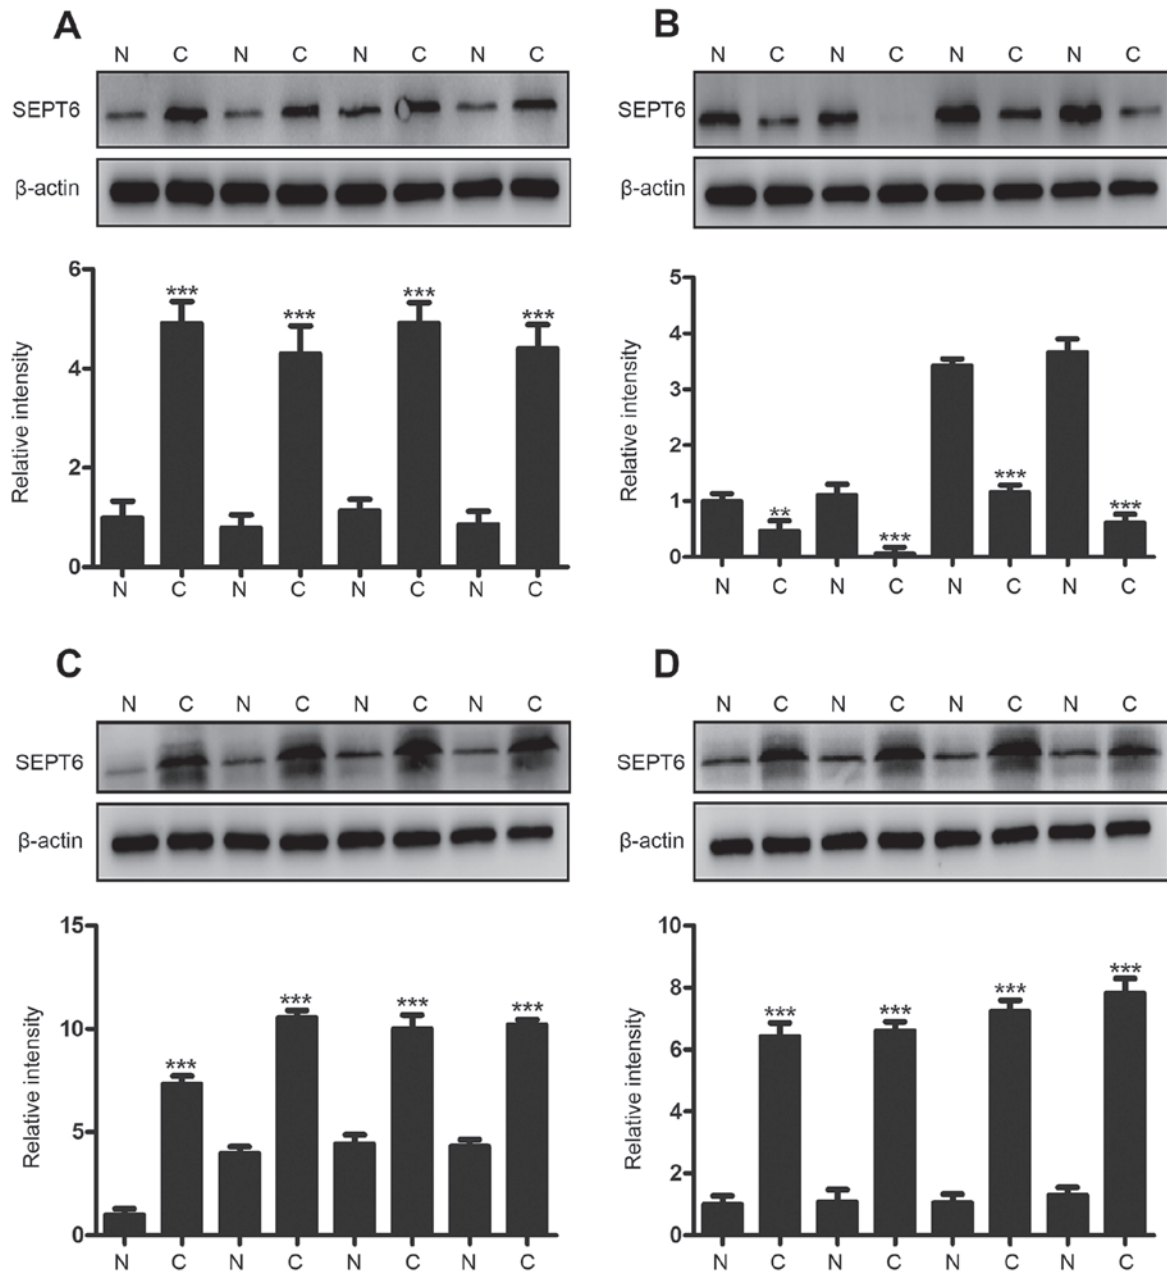 A
N C N C N C N C
SEPT6
β-actin
6
4
2
0
Relative intensity
*** *** *** ***
N C N C N C N C
B
N C N C N C N C
SEPT6
β-actin
5
4
3
2
1
0
Relative intensity
** *** *** ***
N C N C N C N C
C
N C N C N C N C
SEPT6
β-actin
15
10
5
0
Relative intensity
*** *** *** ***
N C N C N C N C
D
N C N C N C N C
SEPT6
β-actin
10
8
6
4
2
0
Relative intensity
*** *** *** ***
N C N C N C N C